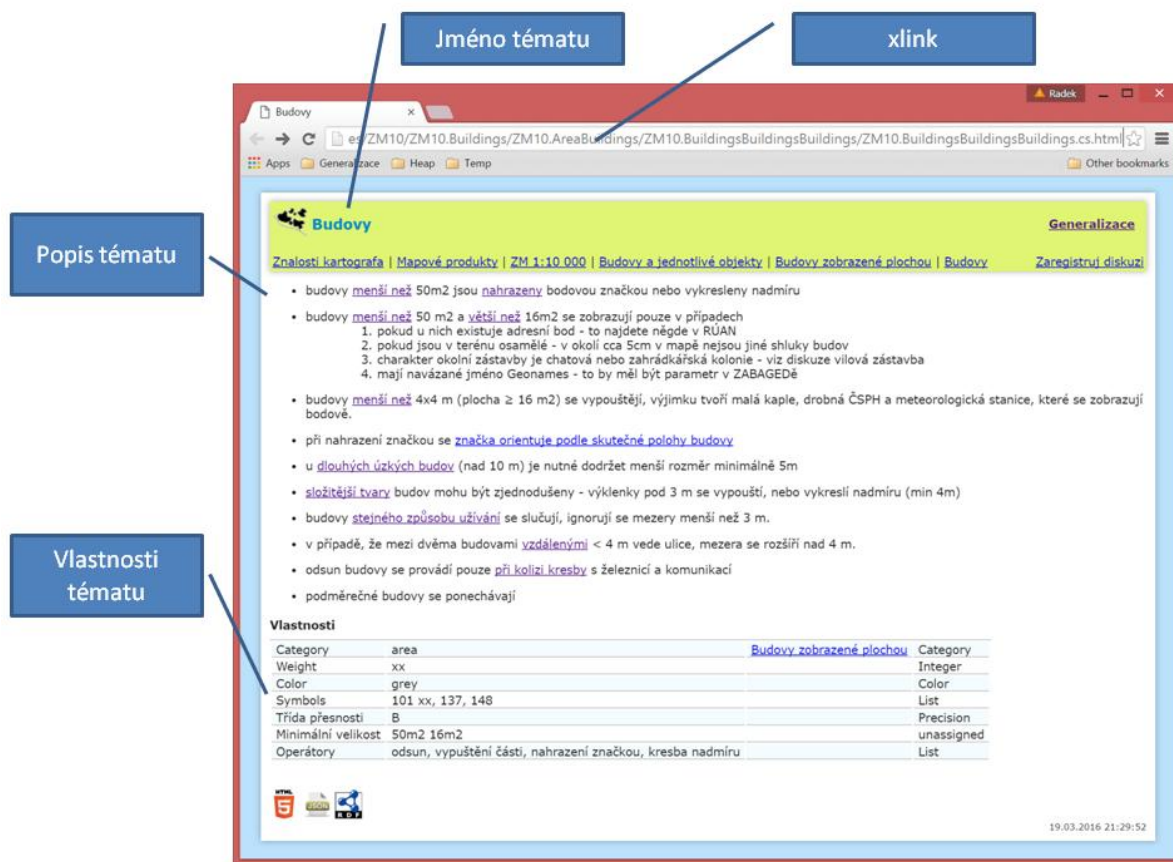 Jméno tématu
xlink
Radek
Budovy
es/ZM10/ZM10.Buildings/ZM10.AreaBuildings/ZM10.BuildingsBuildingsBuildings/ZM10.BuildingsBuildingsBuildings.cs.html
Apps Generalizace Heap Temp Other bookmarks
Budovy
Generalizace
Popis tématu
Znalosti kartografa | Mapové produkty | ZM 1:10 000 | Budovy a jednotlivé objekty | Budovy zobrazené plochou | Budovy Zaregistruj diskuzi
• budovy menší než 50m2 jsou nahrazeny bodovou značkou nebo vykresleny nadmíru
• budovy menší než 50 m2 a větší než 16m2 se zobrazují pouze v případech
1. pokud u nich existuje adresní bod - to najdete něgde v RÚAN
2. pokud jsou v terénu osamělé - v okolí cca 5cm v mapě nejsou jiné shluky budov
3. charakter okolní zástavby je chatová nebo zahrádkářská kolonie - viz diskuze vilová zástavba
4. mají navázané jméno Geonames - to by měl být parametr v ZABAGEDě
• budovy menší než 4x4 m (plocha ≥ 16 m2) se vypouštějí, výjimku tvoří malá kaple, drobná ČSPH a meteorologická stanice, které se zobrazují
bodově.
• při nahrazení značkou se značka orientuje podle skutečné polohy budovy
• u dlouhých úzkých budov (nad 10 m) je nutné dodržet menší rozměr minimálně 5m
• složitější tvary budov mohu být zjednodušeny - výklenky pod 3 m se vypouští, nebo vykreslí nadmíru (min 4m)
• budovy stejného způsobu užívání se slučují, ignorují se mezery menší než 3 m.
• v případě, že mezi dvěma budovami vzdálenými < 4 m vede ulice, mezera se rozšíří nad 4 m.
• odsun budovy se provádí pouze při kolizi kresby s železnicí a komunikací
• podměrečné budovy se ponechávají
Vlastnosti
tématu
Vlastnosti
Category area Budovy zobrazené plochou Category
Weight xx Integer
Color grey Color
Symbols 101 xx, 137, 148 List
Třída přesnosti B Precision
Minimální velikost 50m2 16m2 unassigned
Operátory odsun, vypuštění části, nahrazení značkou, kresba nadmíru List
HTML
5
JSON
RDF
19.03.2016 21:29:52